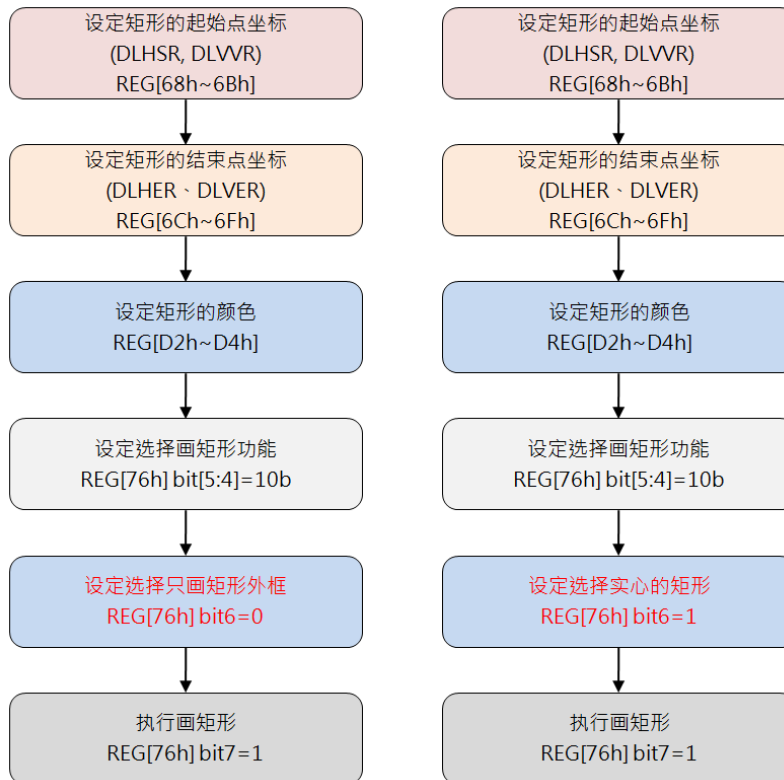 设定矩形的起始点坐标
(DLHSR, DLVVR)
REG[68h~6Bh]
设定矩形的结束点坐标
(DLHER、DLVER)
REG[6Ch~6Fh]
设定矩形的颜色
REG[D2h~D4h]
设定选择画矩形功能
REG[76h] bit[5:4]=10b
设定选择只画矩形外框
REG[76h] bit6=0
执行画矩形
REG[76h] bit7=1
设定矩形的起始点坐标
(DLHSR, DLVVR)
REG[68h~6Bh]
设定矩形的结束点坐标
(DLHER、DLVER)
REG[6Ch~6Fh]
设定矩形的颜色
REG[D2h~D4h]
设定选择画矩形功能
REG[76h] bit[5:4]=10b
设定选择实心的矩形
REG[76h] bit6=1
执行画矩形
REG[76h] bit7=1